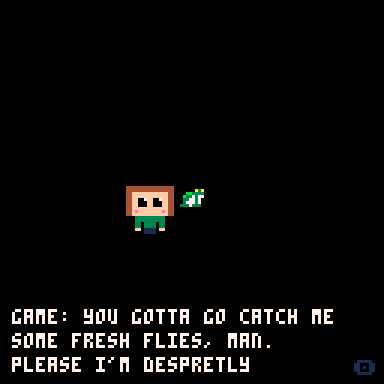 GAME: YOU GOTTA GO CATCH ME
SOME FRESH FLIES, MAN.
PLEASE I'M DESPRETLY